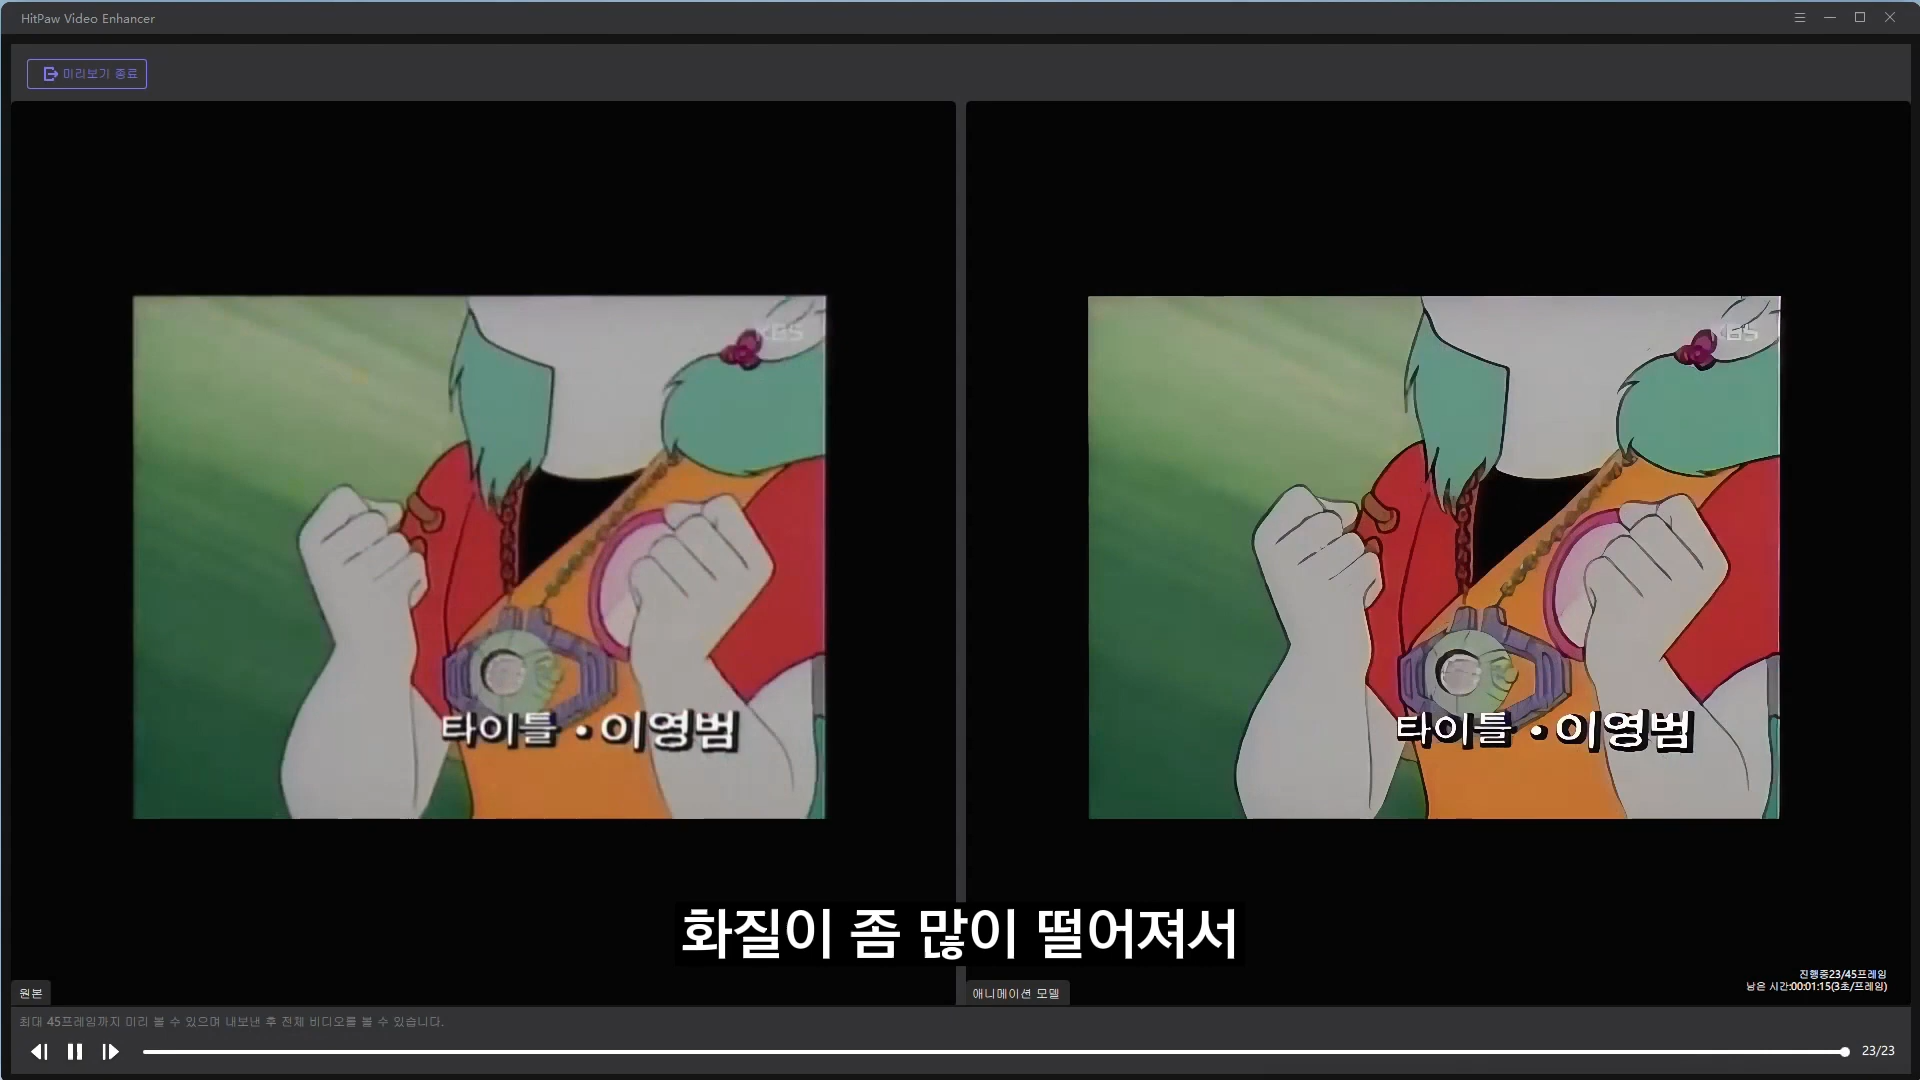 HitPaw Video Enhancer
미리보기 종료
KBS
KBS
타이틀 · 이영범
타이틀 · 이영범
화질이 좀 많이 떨어져서
진행중23/45프레임
남은 시간:00:01:15(3초/프레임)
원본
애니메이션 모델
최대 45프레임까지 미리 볼 수 있으며 내보낸 후 전체 비디오를 볼 수 있습니다.
23/23